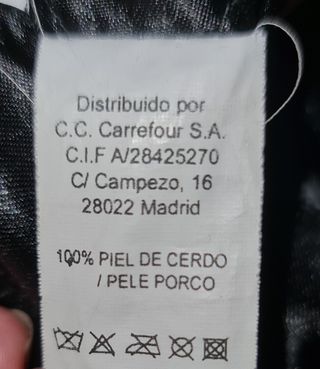 Distribuido por
C.C. Carrefour S.A.
C.I.F A/28425270
C/ Campezo, 16
28022 Madrid
100% PIEL DE CERDO
/ PELE PORCO